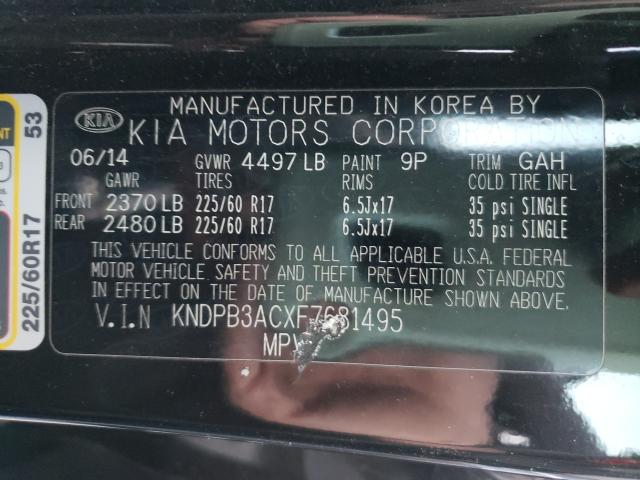 MANUFACTURED IN KOREA BY
KIA KIA MOTORS CORPORATION
06/14 GVWR 4497 LB PAINT 9P TRIM GAH
GAWR TIRES RIMS COLD TIRE INFL
FRONT 2370 LB 225/60 R17 6.5Jx17 35 psi SINGLE
REAR 2480 LB 225/60 R17 6.5Jx17 35 psi SINGLE
THIS VEHICLE CONFORMS TO ALL APPLICABLE U.S.A. FEDERAL
MOTOR VEHICLE SAFETY AND THEFT PREVENTION STANDARDS
IN EFFECT ON THE DATE OF MANUFACTURE SHOWN ABOVE.
V.I.N KNDPB3ACXF7681495
MPV
53
225/60R17